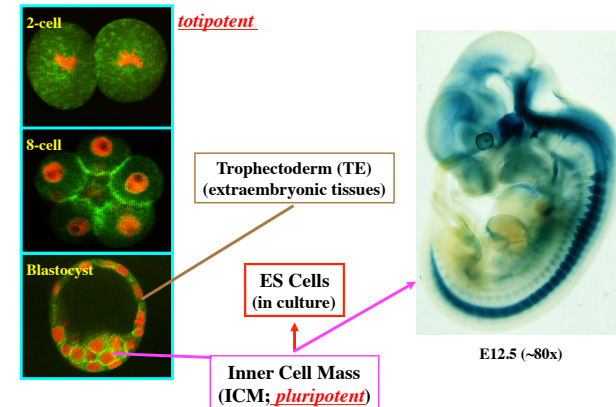 2-cell
totipotent
8-cell
Trophectoderm (TE)
(extraembryonic tissues)
Blastocyst
ES Cells
(in culture)
E12.5 (~80x)
Inner Cell Mass
(ICM; pluripotent)